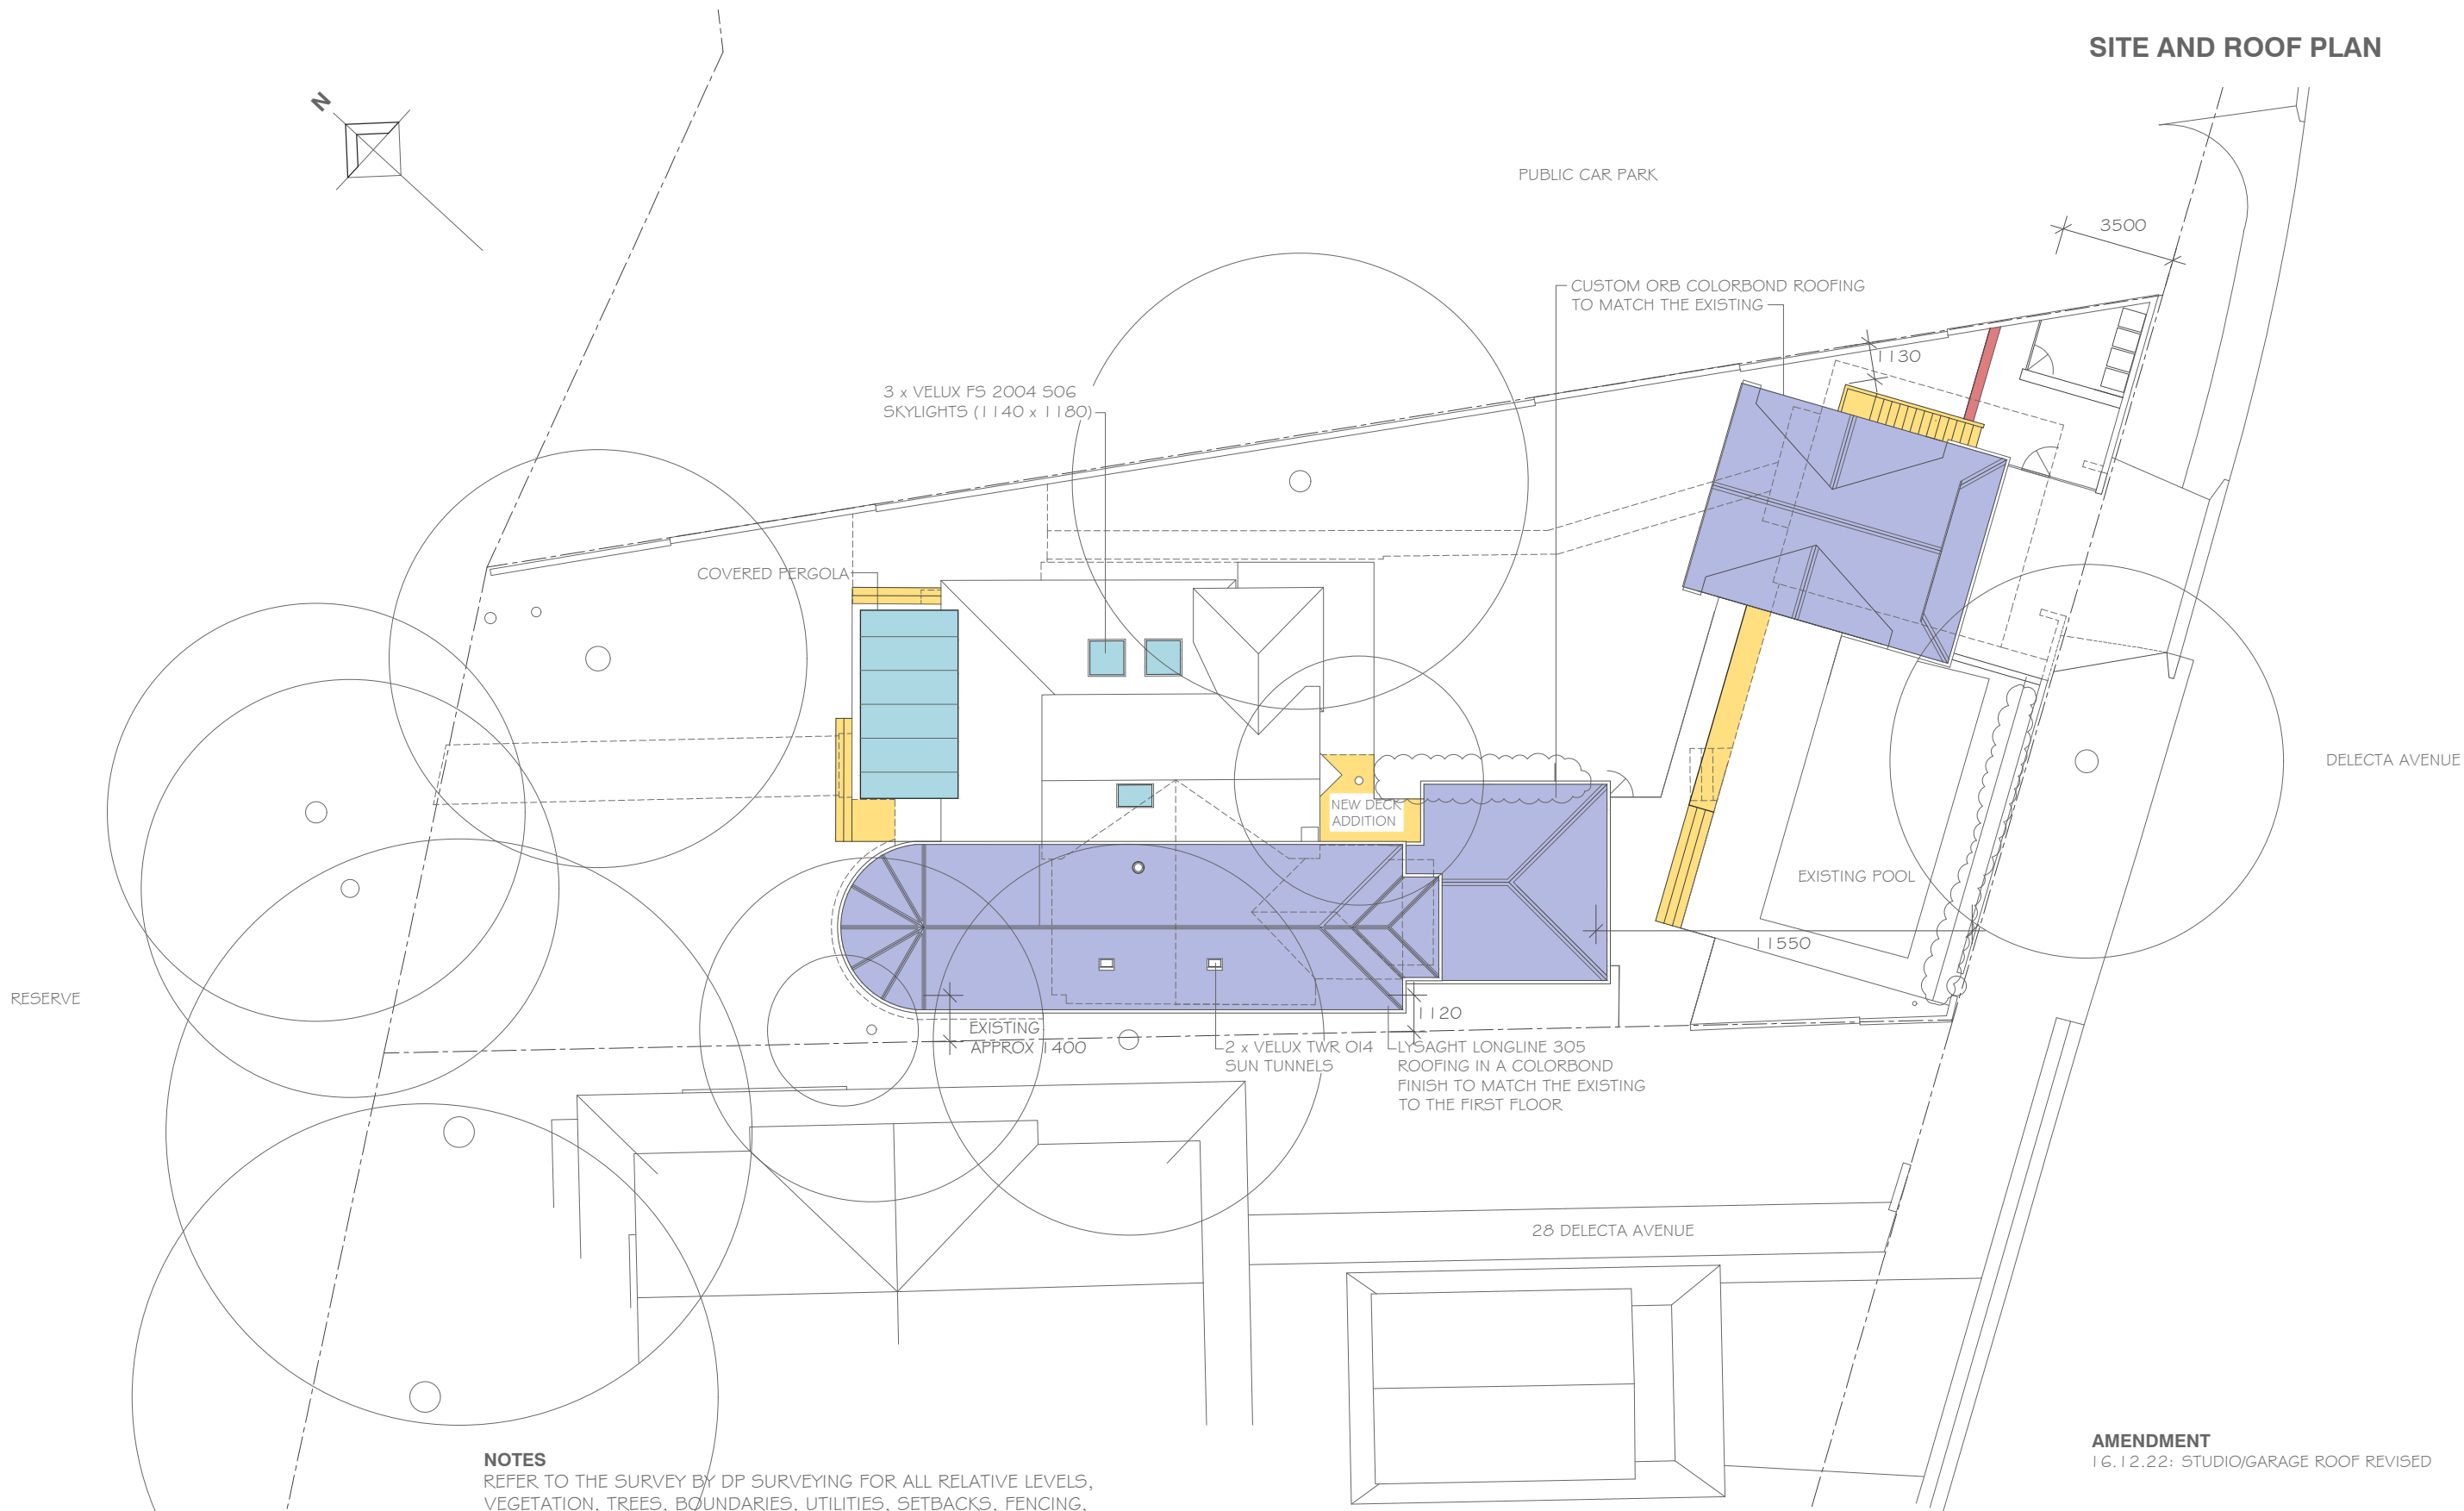 SITE AND ROOF PLAN
N
PUBLIC CAR PARK
3500
CUSTOM ORB COLORBOND ROOFING
TO MATCH THE EXISTING
1130
3 x VELUX FS 2004 S06
SKYLIGHTS (1140 x 1180)
COVERED PERGOLA
DELECTA AVENUE
NEW DECK
ADDITION
EXISTING POOL
11550
RESERVE
EXISTING
APPROX 1400
1120
2 x VELUX TWR 014
SUN TUNNELS
LYSAGHT LONGLINE 305
ROOFING IN A COLORBOND
FINISH TO MATCH THE EXISTING
TO THE FIRST FLOOR
28 DELECTA AVENUE
NOTES
REFER TO THE SURVEY BY DP SURVEYING FOR ALL RELATIVE LEVELS,
VEGETATION, TREES, BOUNDARIES, UTILITIES, SETBACKS, FENCING,
AMENDMENT
16.12.22: STUDIO/GARAGE ROOF REVISED